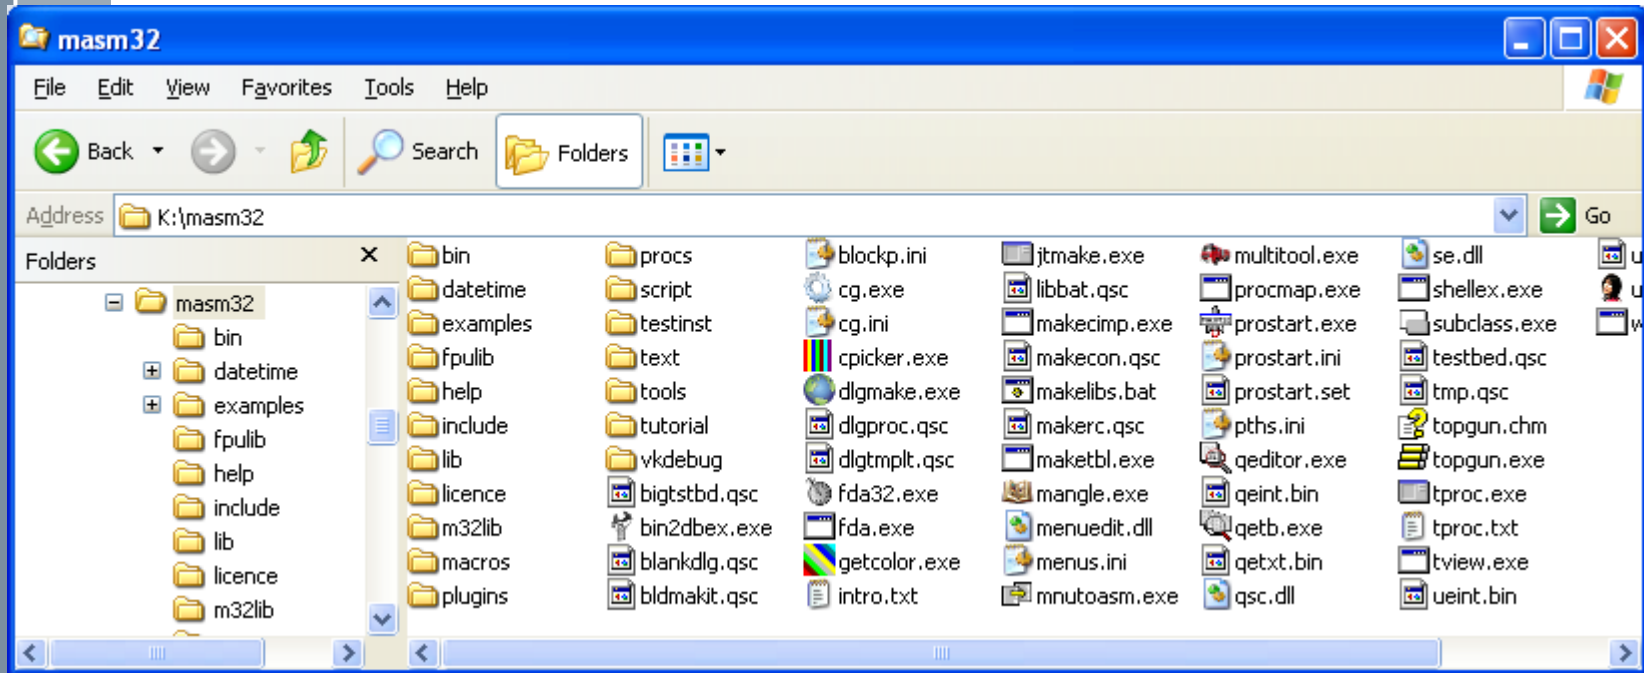 masm32
File Edit View Favorites Tools Help
Back Search Folders
Address K:\masm32 Go
Folders
masm32
bin
datetime
examples
fpulib
help
include
lib
licence
m32lib
bin procs blockp.ini jtmake.exe multitool.exe se.dll u
datetime script cg.exe libbat.qsc procmap.exe shellex.exe u
examples testinst cg.ini makecimp.exe prostart.exe subclass.exe w
fpulib text cpicker.exe makecon.qsc prostart.ini testbed.qsc
help tools dlgmake.exe makelibs.bat prostart.set tmp.qsc
include tutorial dlgproc.qsc makerc.qsc pths.ini topgun.chm
lib vkdebug dlgtmplt.qsc maketbl.exe qeditor.exe topgun.exe
licence bigtstbd.qsc fda32.exe mangle.exe qeint.bin tproc.exe
m32lib bin2dbex.exe fda.exe menuedit.dll qetb.exe tproc.txt
macros blankdlg.qsc getcolor.exe menus.ini qetxt.bin tview.exe
plugins bldmakit.qsc intro.txt mnutoasm.exe qsc.dll ueint.bin